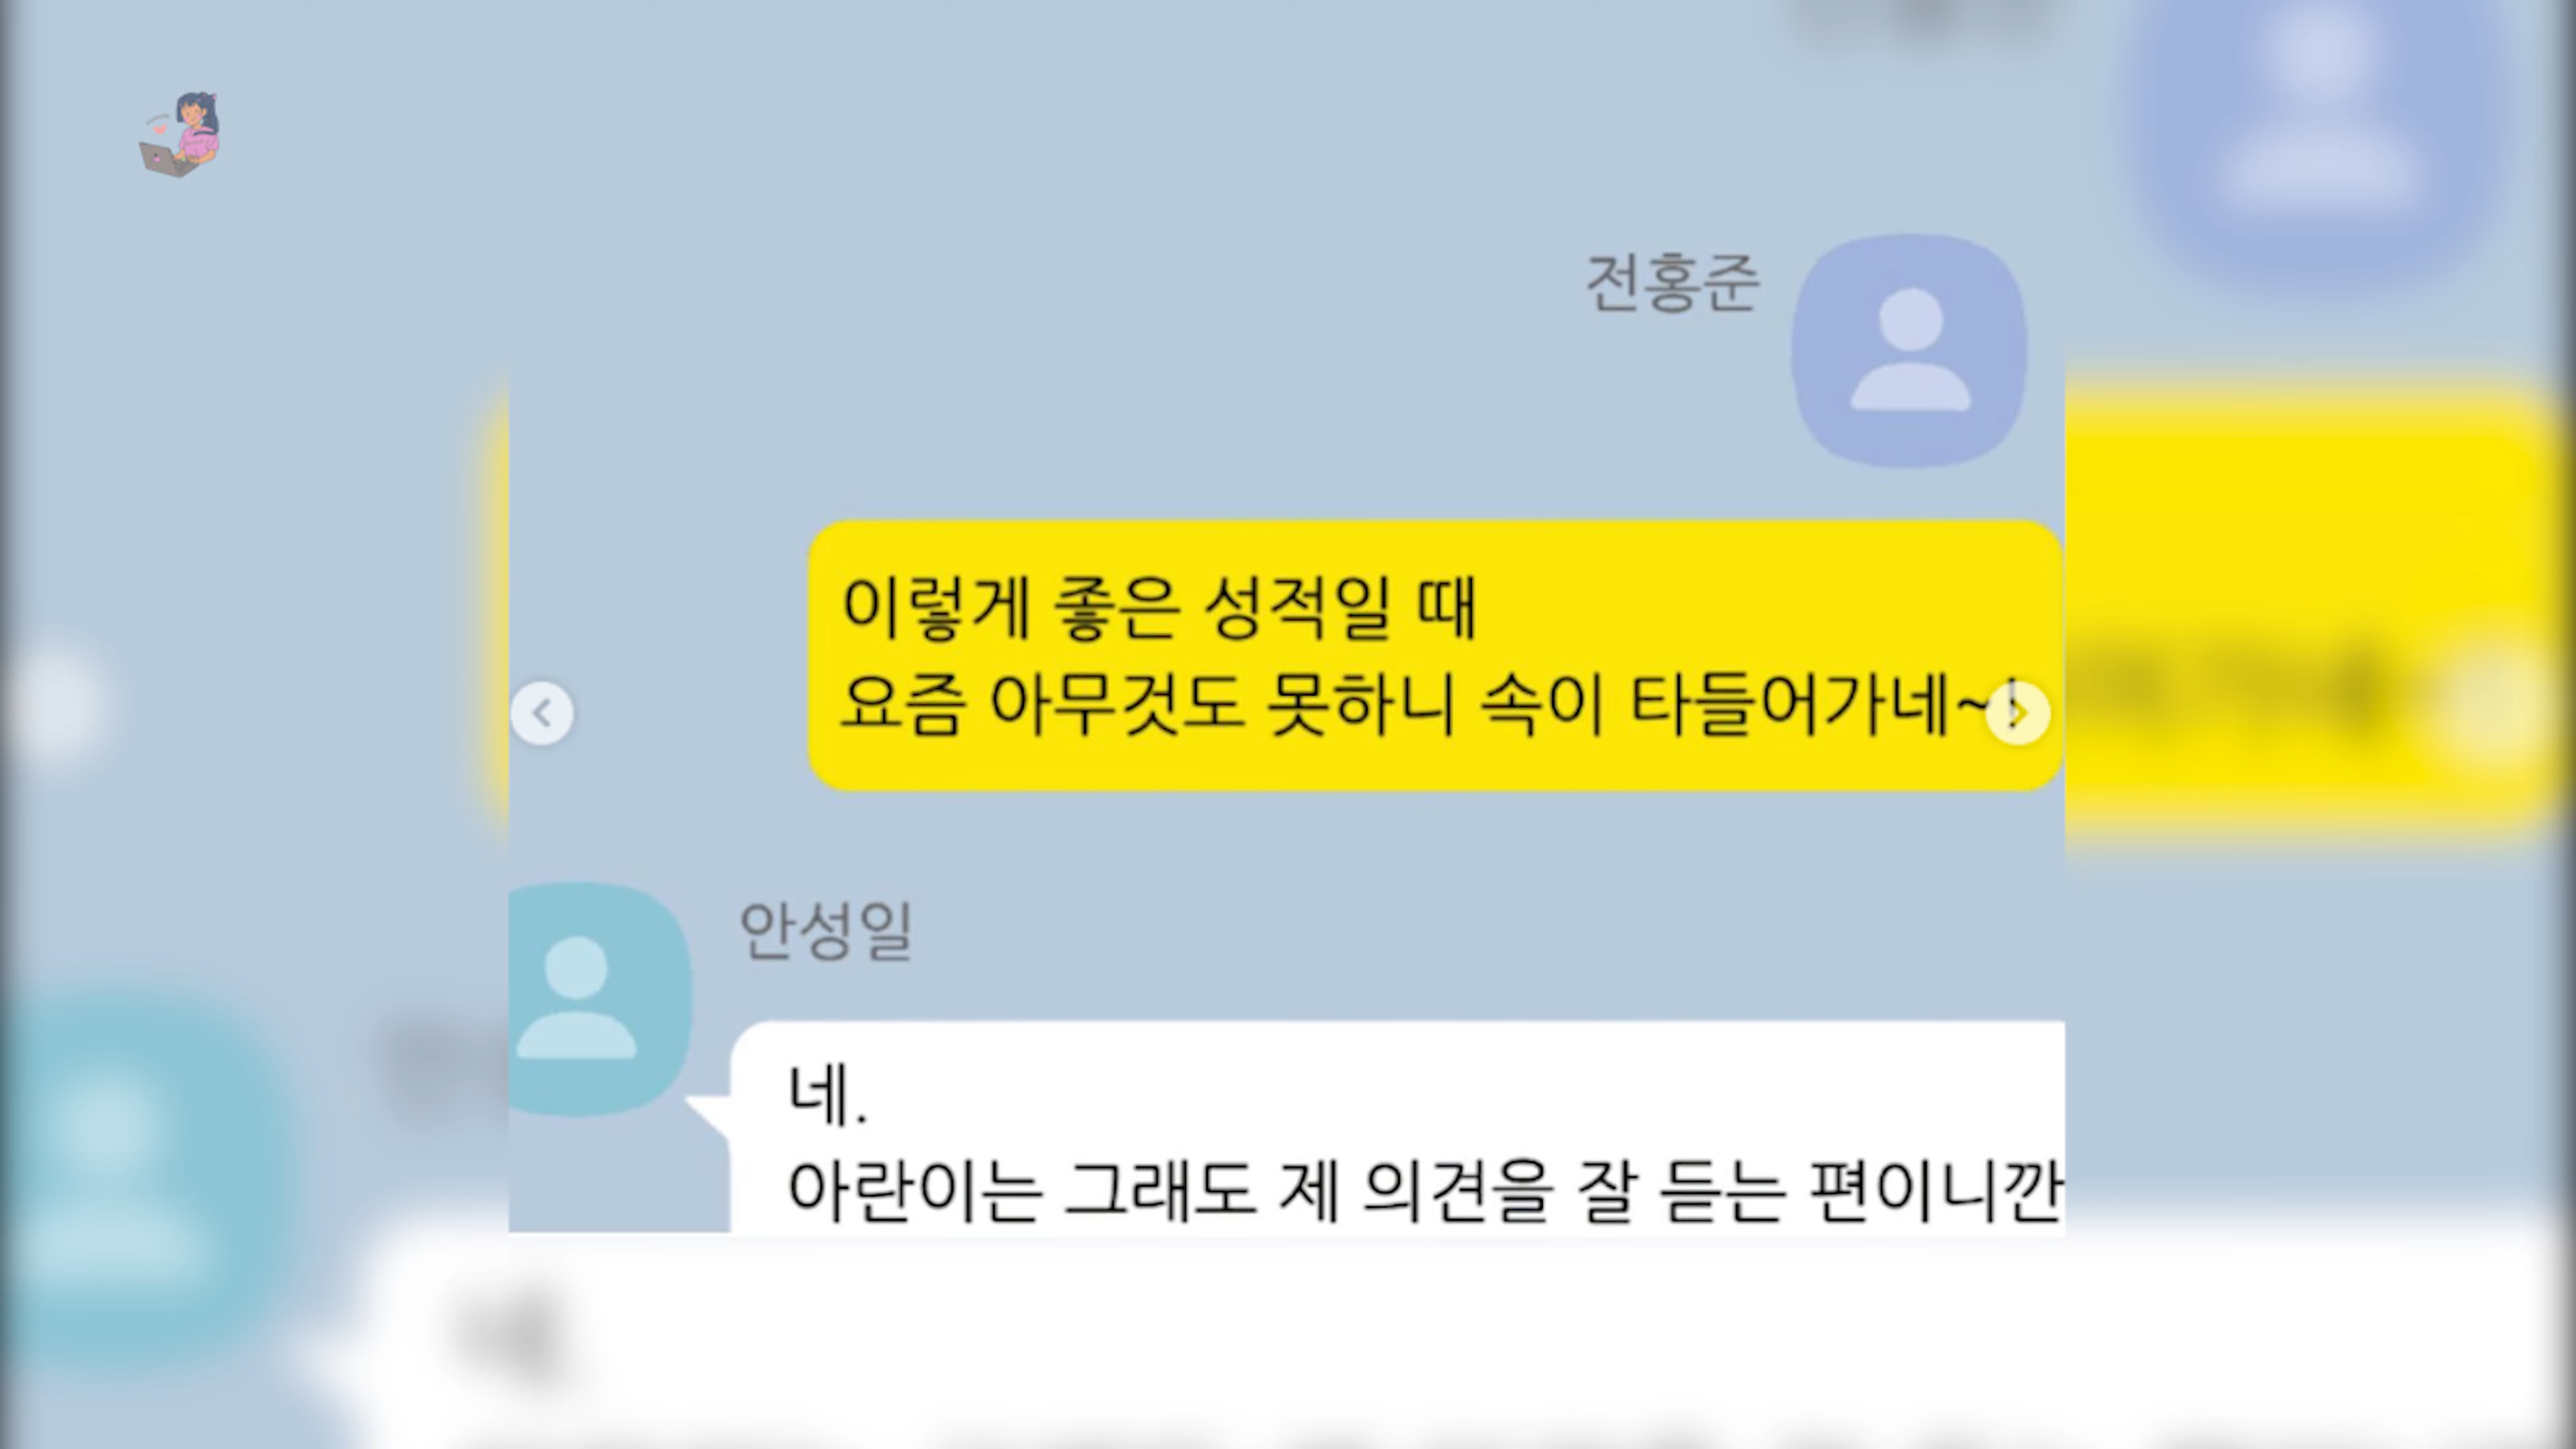 전홍준
이렇게 좋은 성적일 때
요즘 아무것도 못하니 속이 타들어가네~!
안성일
네.
아란이는 그래도 제 의견을 잘 듣는 편이니깐